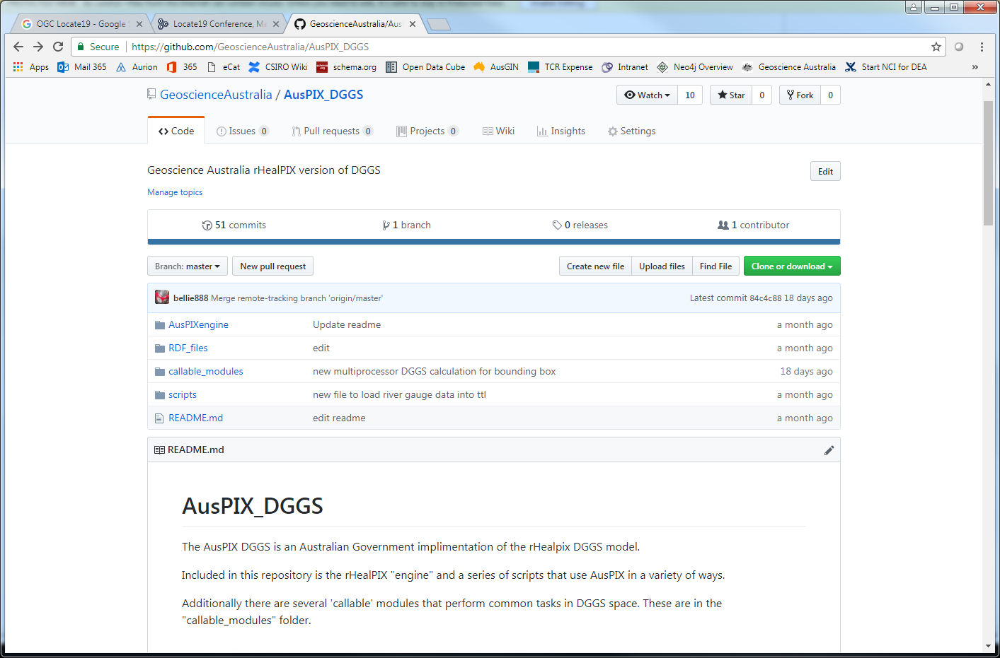 OGC Locate19 - Google
Locate19 Conference, Me
GeoscienceAustralia/Aus
Secure
https://github.com/GeoscienceAustralia/AusPIX_DGGS
Apps
Mail 365
Aurion
365
eCat
CSIRO Wiki
schema.org
Open Data Cube
AusGIN
TCR Expense
Intranet
Neo4j Overview
Geoscience Australia
Start NCI for DEA
»
GeoscienceAustralia / AusPIX_DGGS
Watch 10
Star 0
Fork 0
Code
Issues 0
Pull requests 0
Projects 0
Wiki
Insights
Settings
Geoscience Australia rHealPIX version of DGGS
Edit
Manage topics
51 commits
1 branch
0 releases
1 contributor
Branch: master
New pull request
Create new file
Upload files
Find File
Clone or download
bellie888 Merge remote-tracking branch 'origin/master'
Latest commit 84c4c88 18 days ago
AusPIXengine Update readme a month ago
RDF_files edit a month ago
callable_modules new multiprocessor DGGS calculation for bounding box 18 days ago
scripts new file to load river gauge data into ttl a month ago
README.md edit readme a month ago
README.md
AusPIX_DGGS
The AusPIX DGGS is an Australian Government implimentation of the rHealpix DGGS model.
Included in this repository is the rHealPIX "engine" and a series of scripts that use AusPIX in a variety of ways.
Additionally there are several 'callable' modules that perform common tasks in DGGS space. These are in the
"callable_modules" folder.